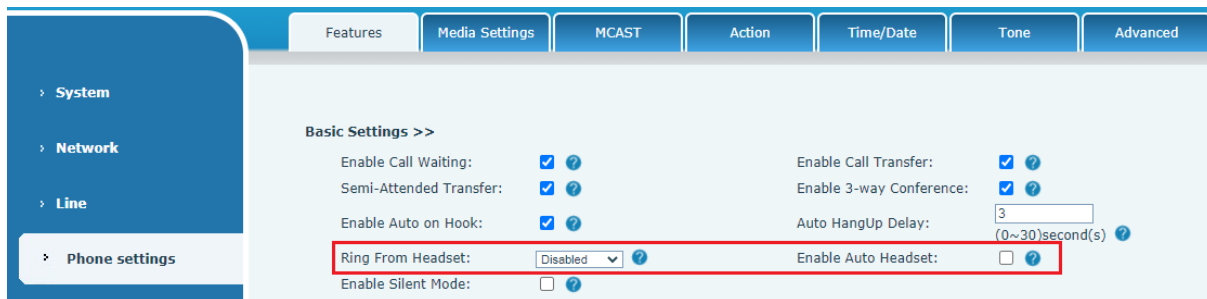 Features Media Settings MCAST Action Time/Date Tone Advanced
› System
Basic Settings >>
› Network
Enable Call Waiting: ? Enable Call Transfer: ?
Semi-Attended Transfer: ? Enable 3-way Conference: ?
› Line
Enable Auto on Hook: ? Auto HangUp Delay: 3
(0~30)second(s) ?
› Phone settings
Ring From Headset: Disabled ? Enable Auto Headset: ?
Enable Silent Mode: ?